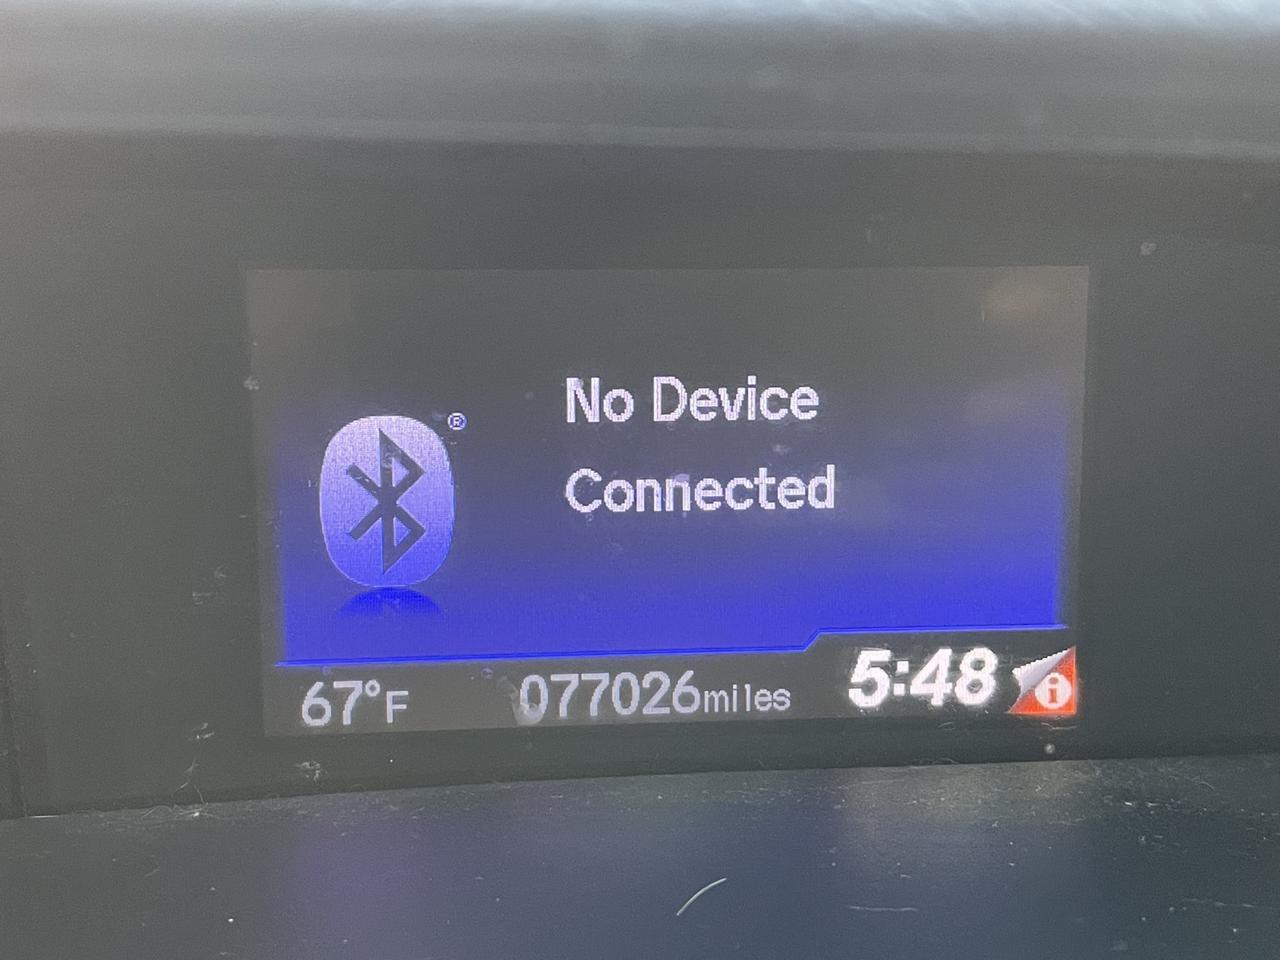 ®
No Device
Connected
67°F 077026miles 5:48 i